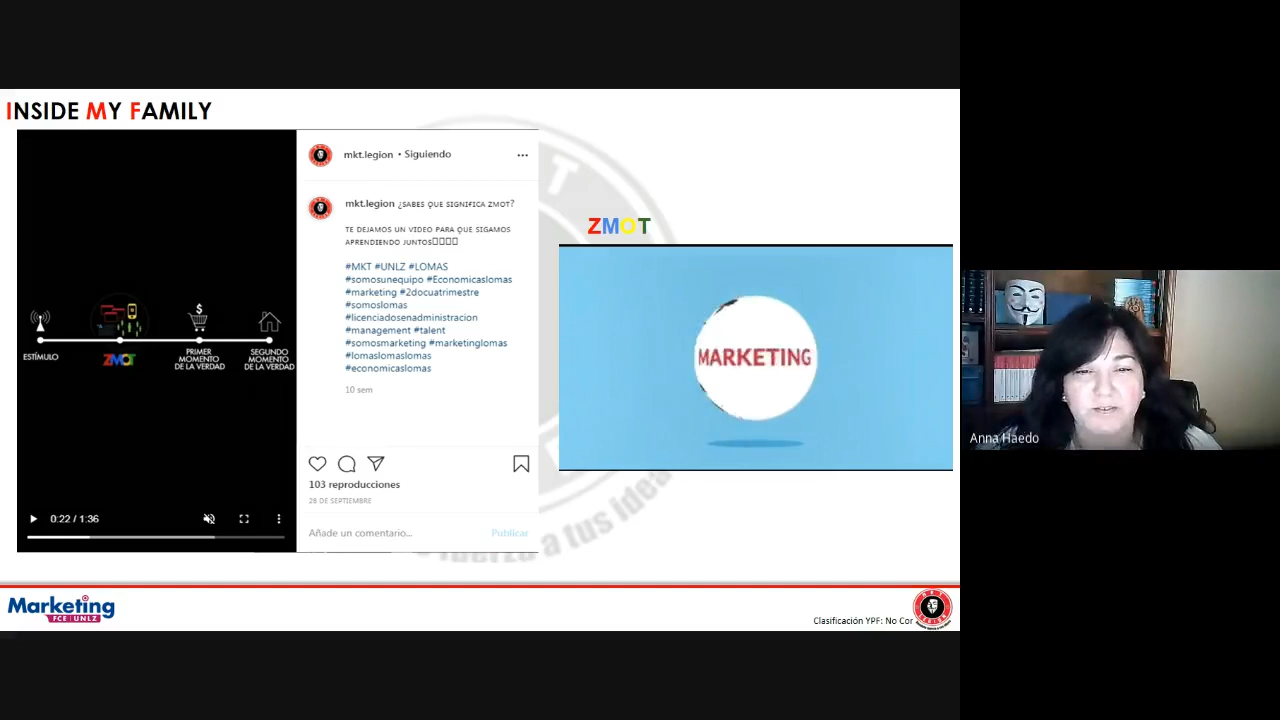 INSIDE MY FAMILY
mkt.legion • Siguiendo
mkt.legion ¿SABES QUE SIGNIFICA ZMOT?
TE DEJAMOS UN VIDEO PARA QUE SIGAMOS
APRENDIENDO JUNTOS
#MKT #UNLZ #LOMAS
#somosunequipo #Economicaslomas
#marketing #2docuatrimestre
#somoslomas
#licenciadosenadministracion
#management #talent
#somosmarketing #marketinglomas
#lomaslomaslomas
#economicaslomas
10 sem
ESTÍMULO
ZMOT
PRIMER
MOMENTO
DE LA VERDAD
SEGUNDO
MOMENTO
DE LA VERDAD
0:22 / 1:36
103 reproducciones
28 DE SEPTIEMBRE
Añade un comentario...
Publicar
ZMOT
MARKETING
a tus idea
Marketing
FCE UNLZ
Clasificación YPF: No Cor
Anna Haedo